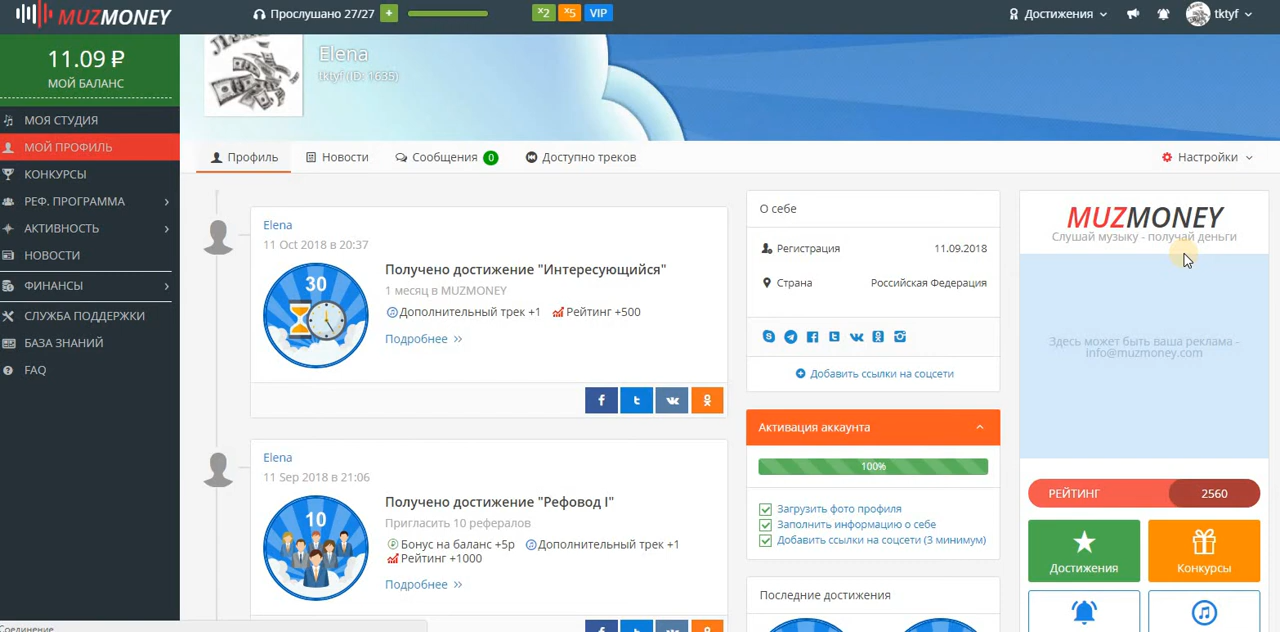 MUZMONEY
Прослушано 27/27
x2 x5 VIP
Достижения
tktyf
11.09 ₽
МОЙ БАЛАНС
МОЯ СТУДИЯ
МОЙ ПРОФИЛЬ
КОНКУРСЫ
РЕФ. ПРОГРАММА
АКТИВНОСТЬ
НОВОСТИ
ФИНАНСЫ
СЛУЖБА ПОДДЕРЖКИ
БАЗА ЗНАНИЙ
FAQ
Elena
tktyf (ID: 1635)
Профиль
Новости
Сообщения 0
Доступно треков
Настройки
Elena
11 Oct 2018 в 20:37
30
Получено достижение "Интересующийся"
1 месяц в MUZMONEY
Дополнительный трек +1 Рейтинг +500
Подробнее >>
Elena
11 Sep 2018 в 21:06
10
Получено достижение "Рефовод I"
Пригласить 10 рефералов
Бонус на баланс +5р Дополнительный трек +1
Рейтинг +1000
Подробнее >>
О себе
Регистрация 11.09.2018
Страна Российская Федерация
Добавить ссылки на соцсети
Активация аккаунта
100%
Загрузить фото профиля
Заполнить информацию о себе
Добавить ссылки на соцсети (3 минимум)
Последние достижения
MUZMONEY
Слушай музыку - получай деньги
Здесь может быть ваша реклама -
info@muzmoney.com
РЕЙТИНГ 2560
Достижения
Конкурсы
Соединение